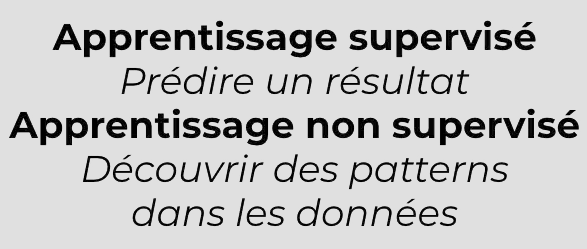 Apprentissage supervisé
Prédire un résultat
Apprentissage non supervisé
Découvrir des patterns
dans les données